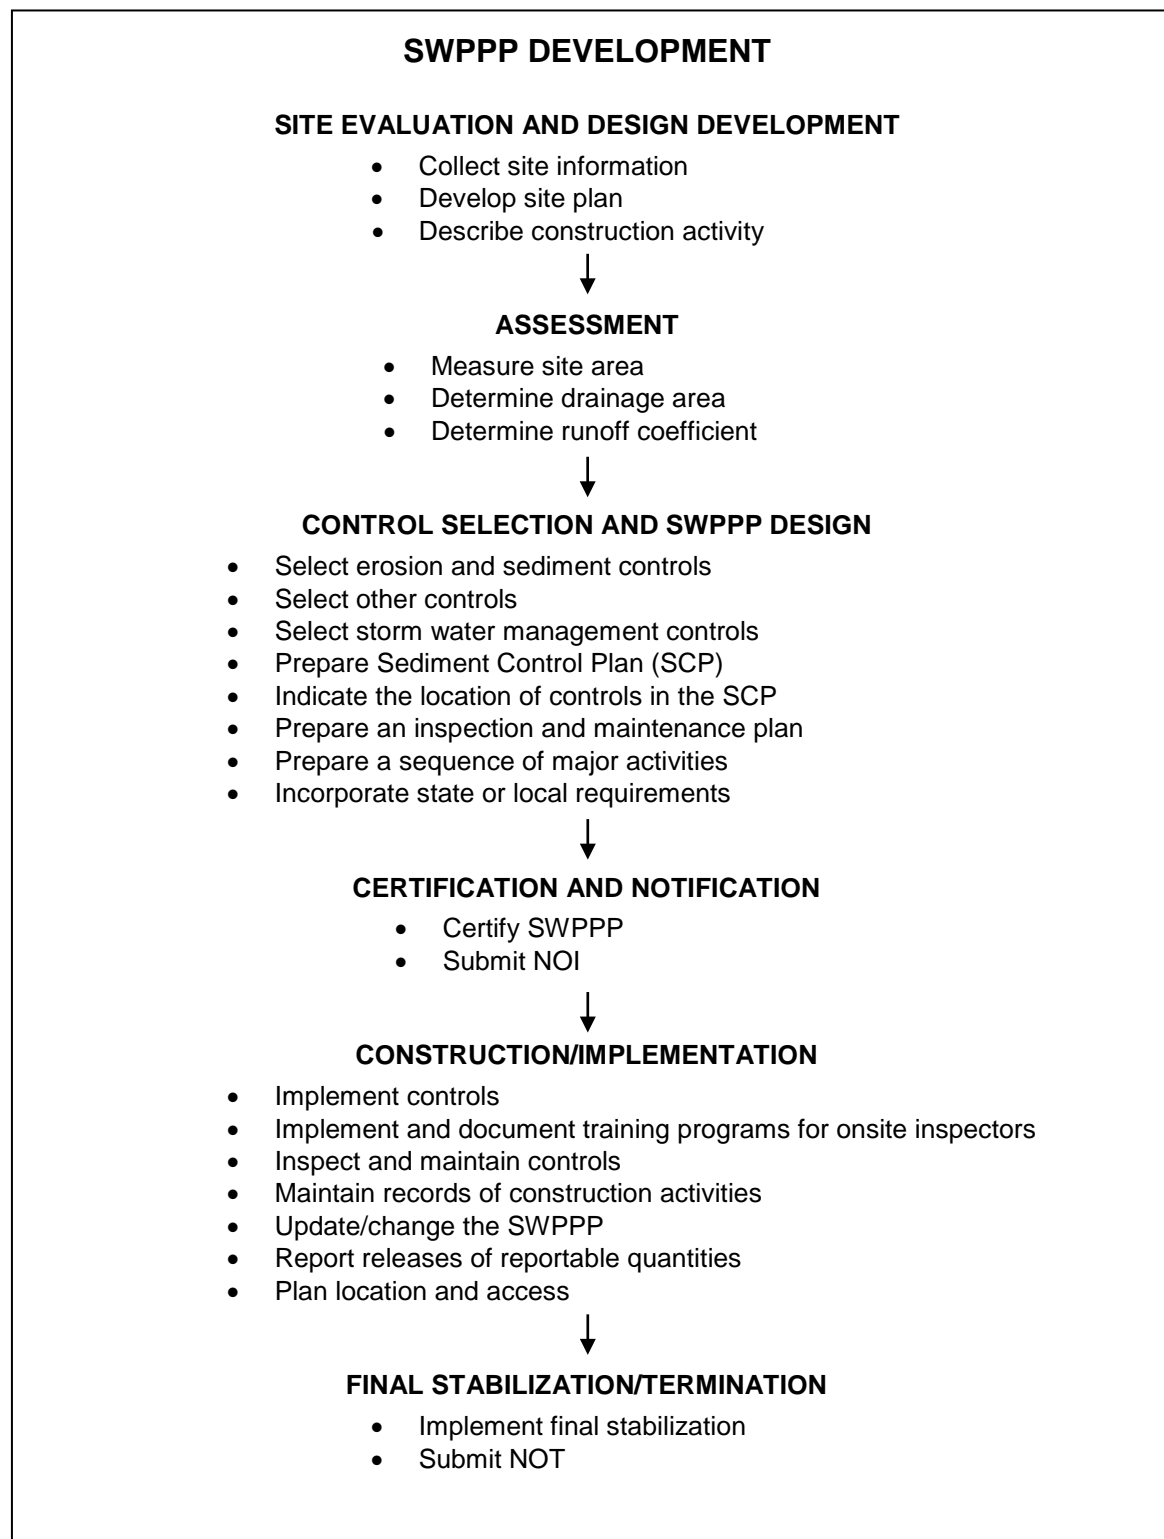 SWPPP DEVELOPMENT
SITE EVALUATION AND DESIGN DEVELOPMENT
• Collect site information
• Develop site plan
• Describe construction activity
ASSESSMENT
• Measure site area
• Determine drainage area
• Determine runoff coefficient
CONTROL SELECTION AND SWPPP DESIGN
• Select erosion and sediment controls
• Select other controls
• Select storm water management controls
• Prepare Sediment Control Plan (SCP)
• Indicate the location of controls in the SCP
• Prepare an inspection and maintenance plan
• Prepare a sequence of major activities
• Incorporate state or local requirements
CERTIFICATION AND NOTIFICATION
• Certify SWPPP
• Submit NOI
CONSTRUCTION/IMPLEMENTATION
• Implement controls
• Implement and document training programs for onsite inspectors
• Inspect and maintain controls
• Maintain records of construction activities
• Update/change the SWPPP
• Report releases of reportable quantities
• Plan location and access
FINAL STABILIZATION/TERMINATION
• Implement final stabilization
• Submit NOT